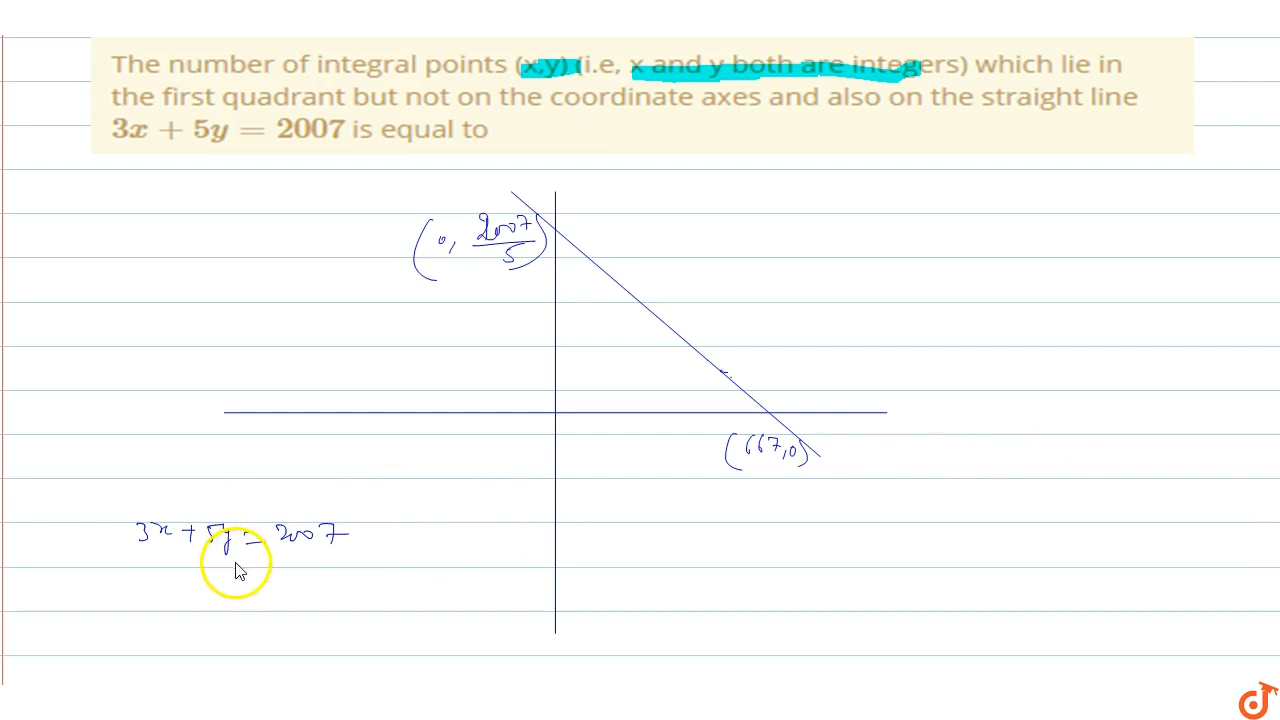 The number of integral points (x,y) (i.e, x and y both are integers) which lie in
the first quadrant but not on the coordinate axes and also on the straight line
3x + 5y = 2007 is equal to
(0, 2007/5)
(667,0)
3x + 5y = 2007